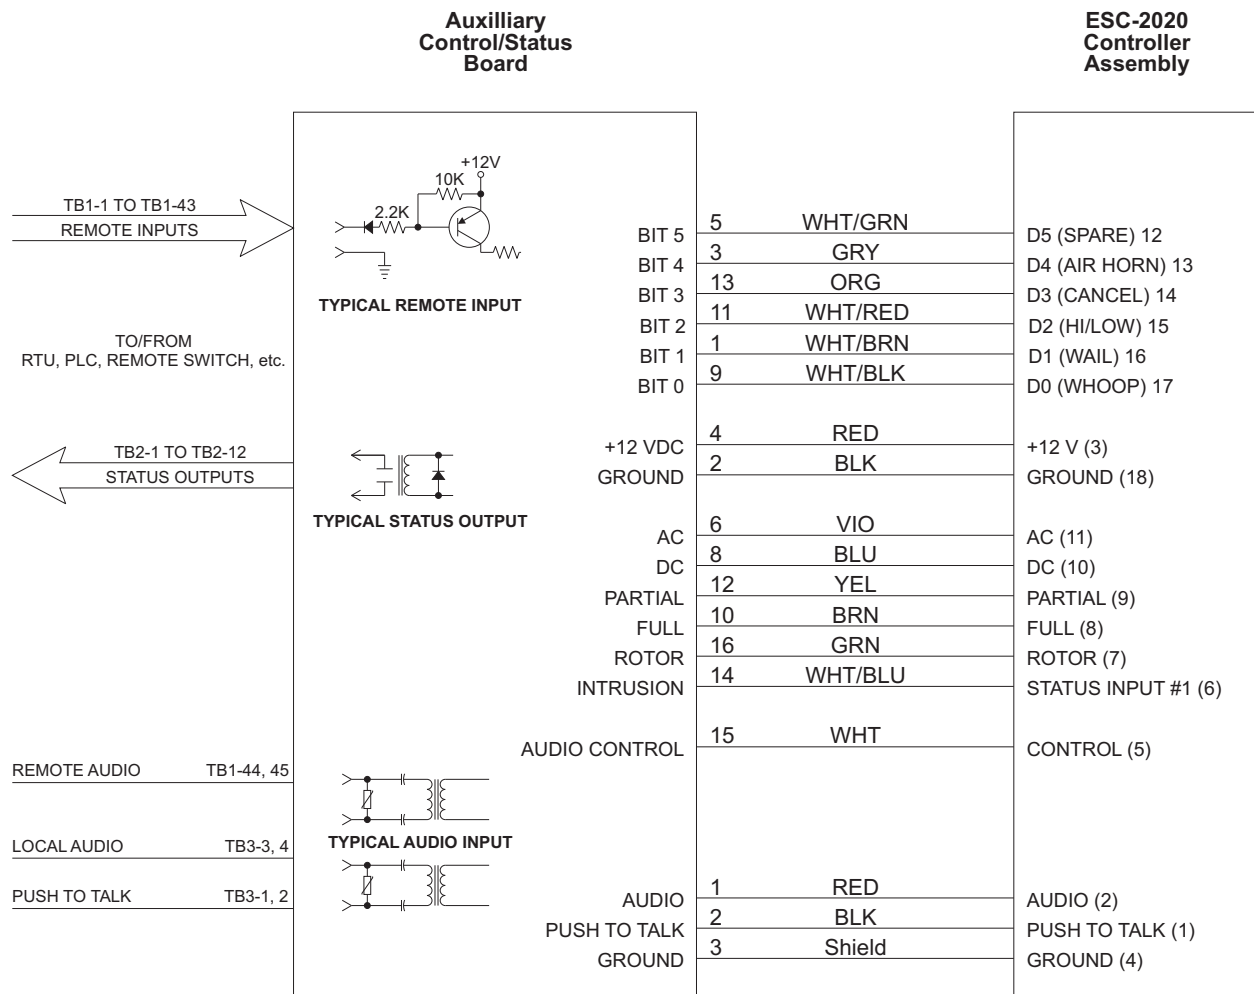 Auxilliary
Control/Status
Board
ESC-2020
Controller
Assembly
+12V
10K
2.2K
TB1-1 TO TB1-43
REMOTE INPUTS
TYPICAL REMOTE INPUT
TO/FROM
RTU, PLC, REMOTE SWITCH, etc.
TB2-1 TO TB2-12
STATUS OUTPUTS
TYPICAL STATUS OUTPUT
BIT 5 5 WHT/GRN D5 (SPARE) 12
BIT 4 3 GRY D4 (AIR HORN) 13
BIT 3 13 ORG D3 (CANCEL) 14
BIT 2 11 WHT/RED D2 (HI/LOW) 15
BIT 1 1 WHT/BRN D1 (WAIL) 16
BIT 0 9 WHT/BLK D0 (WHOOP) 17
+12 VDC 4 RED +12 V (3)
GROUND 2 BLK GROUND (18)
AC 6 VIO AC (11)
DC 8 BLU DC (10)
PARTIAL 12 YEL PARTIAL (9)
FULL 10 BRN FULL (8)
ROTOR 16 GRN ROTOR (7)
INTRUSION 14 WHT/BLU STATUS INPUT #1 (6)
AUDIO CONTROL 15 WHT CONTROL (5)
REMOTE AUDIO TB1-44, 45
TYPICAL AUDIO INPUT
LOCAL AUDIO TB3-3, 4
PUSH TO TALK TB3-1, 2
AUDIO 1 RED AUDIO (2)
PUSH TO TALK 2 BLK PUSH TO TALK (1)
GROUND 3 Shield GROUND (4)